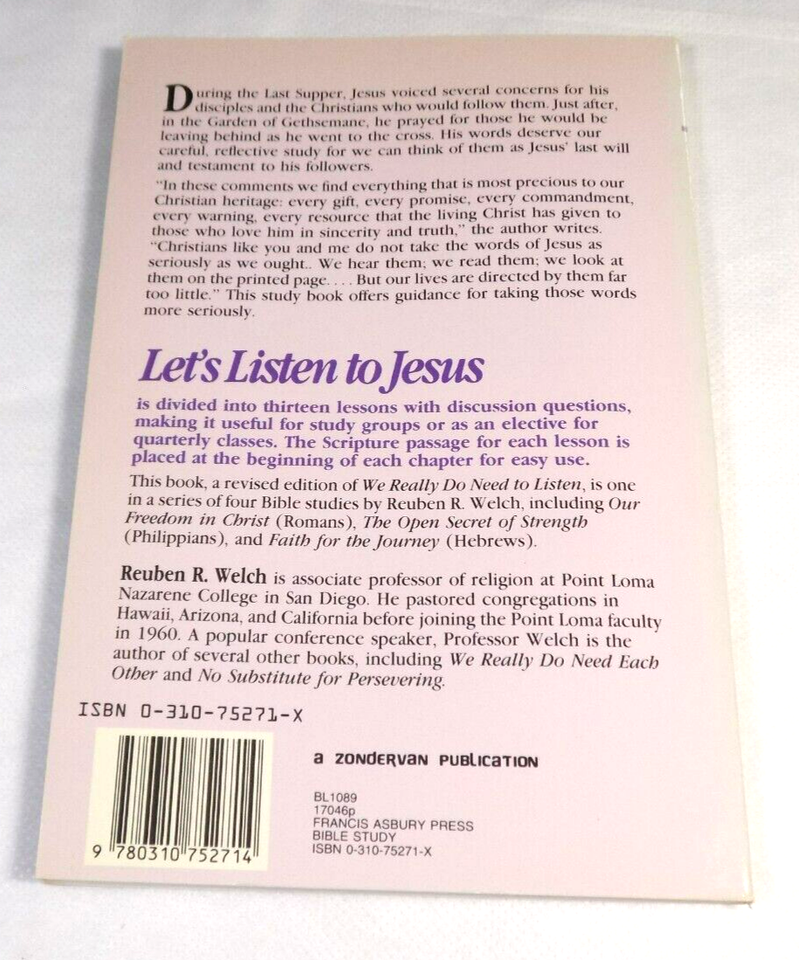 During the Last Supper, Jesus voiced several concerns for his
disciples and the Christians who would follow them. Just after,
in the Garden of Gethsemane, he prayed for those he would be
leaving behind as he went to the cross. His words deserve our
careful, reflective study for we can think of them as Jesus' last will
and testament to his followers.
"In these comments we find everything that is most precious to our
Christian heritage: every gift, every promise, every commandment,
every warning, every resource that the living Christ has given to
those who love him in sincerity and truth," the author writes.
"Christians like you and me do not take the words of Jesus as
seriously as we ought.. We hear them; we read them; we look at
them on the printed page. . . . But our lives are directed by them far
too little." This study book offers guidance for taking those words
more seriously.
Let's Listen to Jesus
is divided into thirteen lessons with discussion questions,
making it useful for study groups or as an elective for
quarterly classes. The Scripture passage for each lesson is
placed at the beginning of each chapter for easy use.
This book, a revised edition of We Really Do Need to Listen, is one
in a series of four Bible studies by Reuben R. Welch, including Our
Freedom in Christ (Romans), The Open Secret of Strength
(Philippians), and Faith for the Journey (Hebrews).
Reuben R. Welch is associate professor of religion at Point Loma
Nazarene College in San Diego. He pastored congregations in
Hawaii, Arizona, and California before joining the Point Loma faculty
in 1960. A popular conference speaker, Professor Welch is the
author of several other books, including We Really Do Need Each
Other and No Substitute for Persevering.
ISBN 0-310-75271-X
9 780310 752714
a ZONDERVAN PUBLICATION
BL1089
17046p
FRANCIS ASBURY PRESS
BIBLE STUDY
ISBN 0-310-75271-X